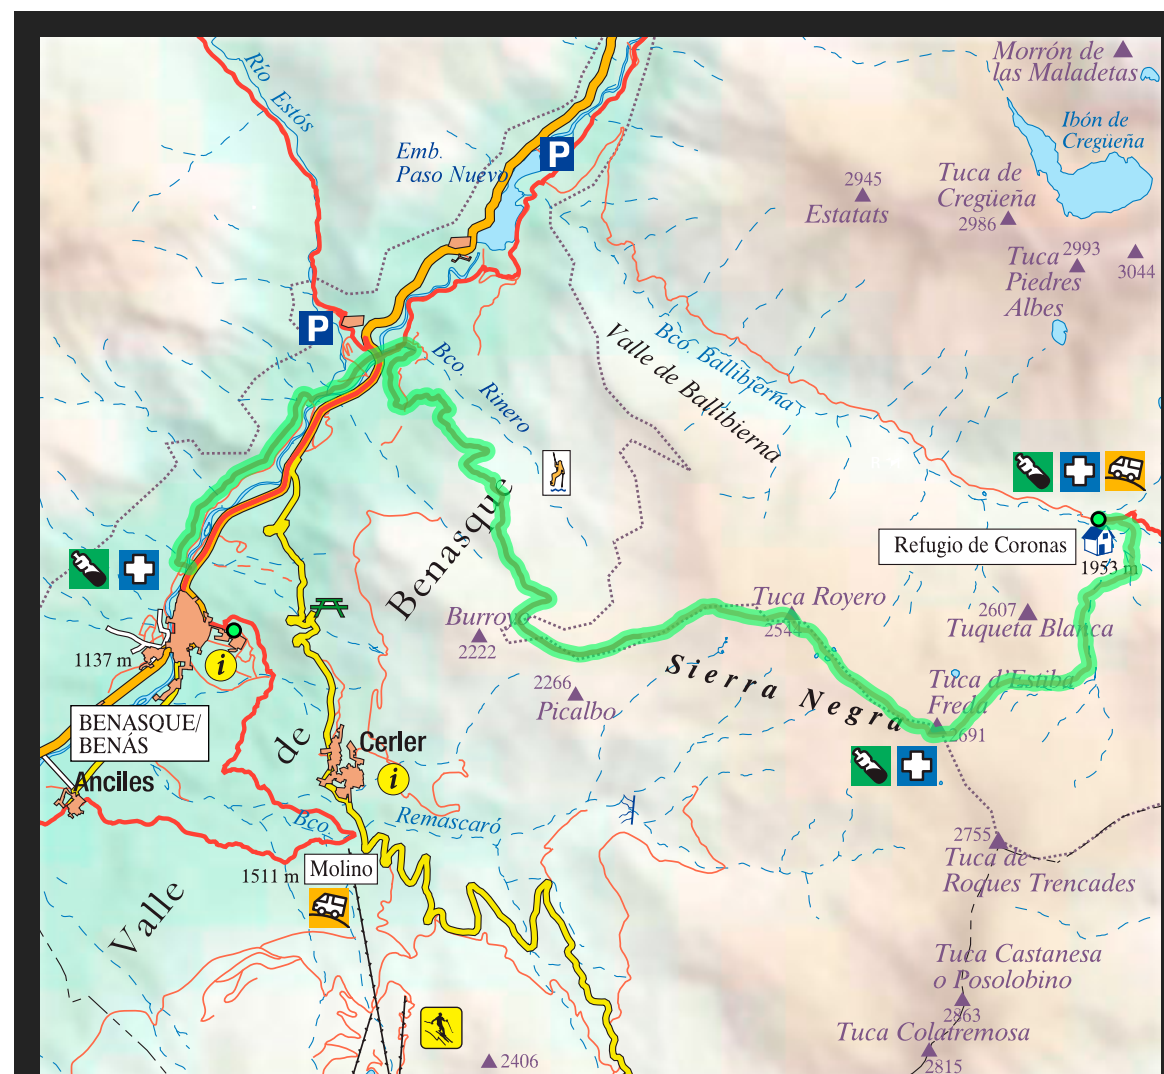 Morrón de
las Maladetas
Río
Estós
Ibón de
Cregüeña
P
Emb.
Paso Nuevo
2945
Estatats
Tuca de
Cregüeña
2986
Tuca
2993
Piedres
Albes
3044
P
Bco. Rinero
Bco. Ballibierna
Valle de Ballibierna
Refugio de Coronas
1953 m
Benasque
Tuca Royero
2544
2607
Tuqueta Blanca
Burroyo
2222
1137 m
i
Sierra Negra
Tuca d'Estiba
Freda
2691
2266
Picalbo
BENASQUE/
BENÁS
de
Cerler
i
Anciles
Bco.
Remascaró
2755
Tuca de
Roques Trencades
1511 m
Molino
Valle
Tuca Castanesa
o Posolobino
2863
Tuca Colairemosa
2815
2406